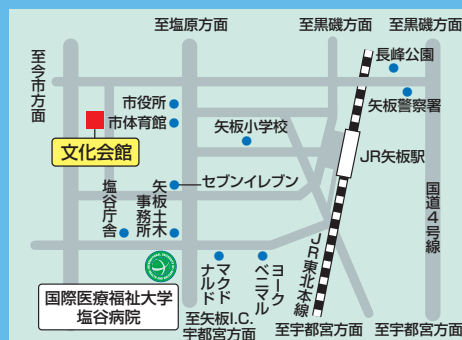 至塩原方面
至黒磯方面
至黒磯方面
至今市方面
長峰公園
市役所
市体育館
矢板警察署
矢板小学校
文化会館
JR矢板駅
セブンイレブン
塩谷庁舎
矢板土木
事務所
国道4号線
JR東北本線
マクド
ナルド
ヨーク
ベニマル
国際医療福祉大学
塩谷病院
至矢板I.C.
宇都宮方面
至宇都宮方面
至宇都宮方面